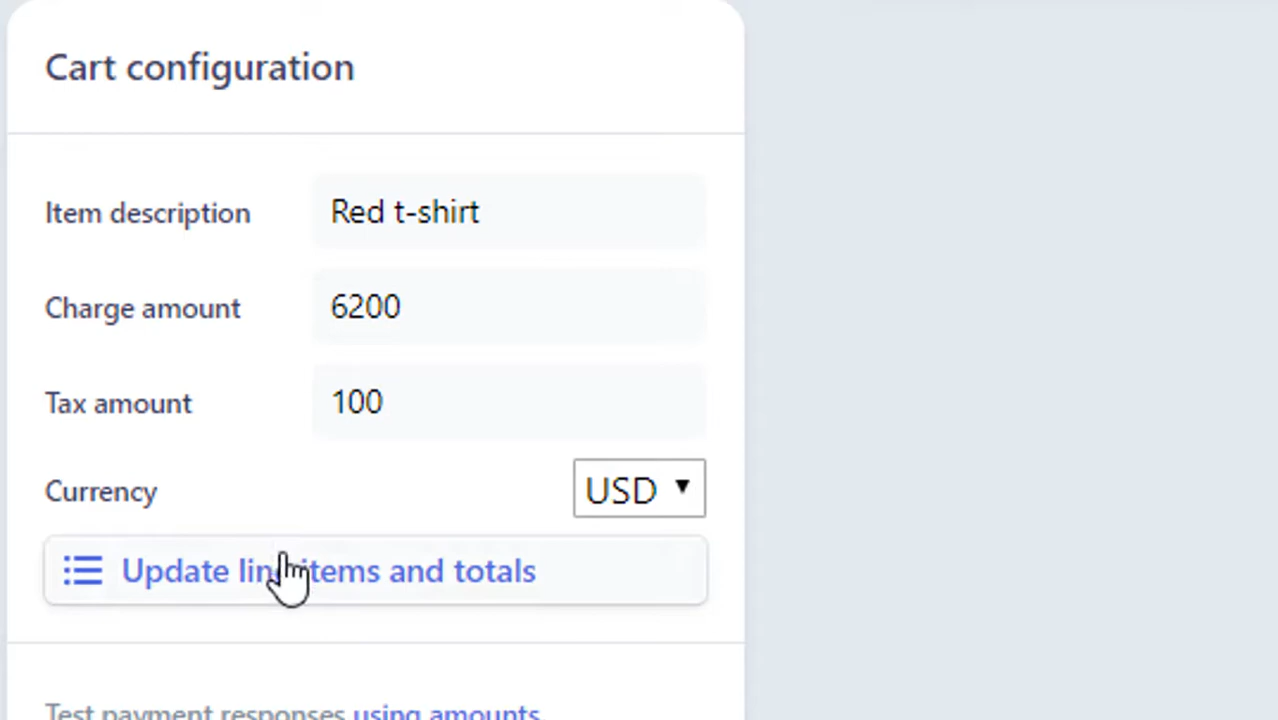 Cart configuration
Item description Red t-shirt
Charge amount 6200
Tax amount 100
Currency USD
Update line items and totals
Test payment responses using amounts.